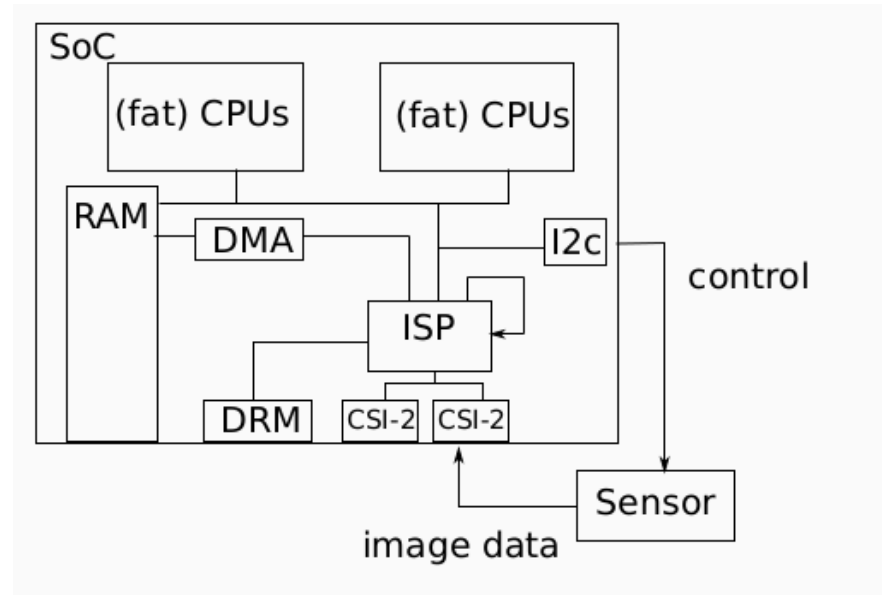 SoC
(fat) CPUs
(fat) CPUs
RAM
DMA
I2c
control
ISP
DRM
CSI-2
CSI-2
Sensor
image data